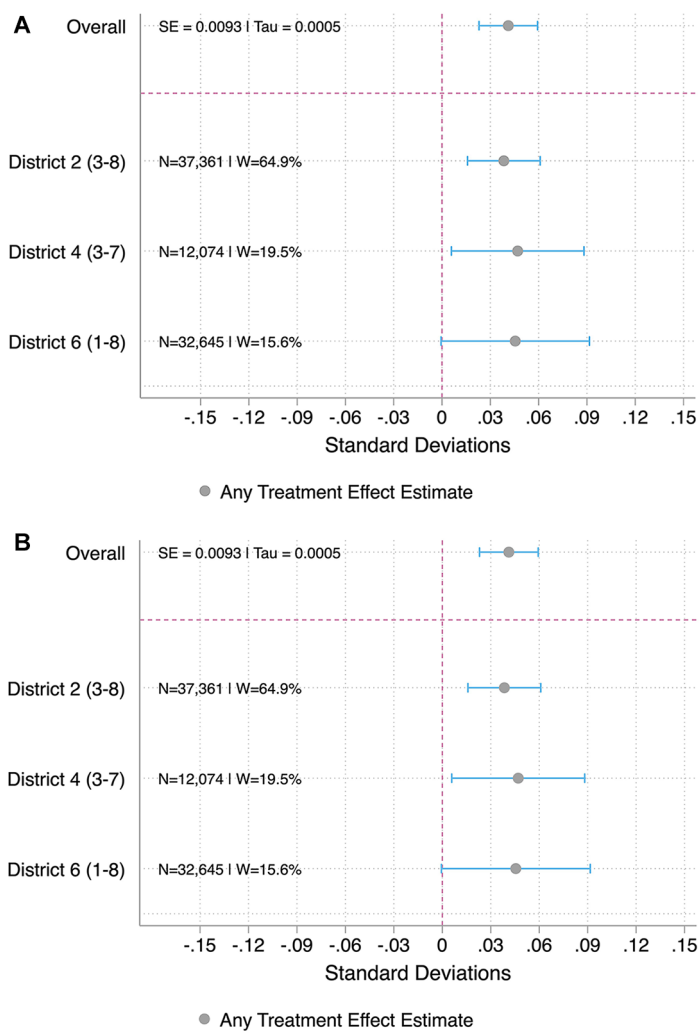 A
Overall SE = 0.0093 | Tau = 0.0005
District 2 (3-8) N=37,361 | W=64.9%
District 4 (3-7) N=12,074 | W=19.5%
District 6 (1-8) N=32,645 | W=15.6%
-.15 -.12 -.09 -.06 -.03 0 .03 .06 .09 .12 .15
Standard Deviations
Any Treatment Effect Estimate
B
Overall SE = 0.0093 | Tau = 0.0005
District 2 (3-8) N=37,361 | W=64.9%
District 4 (3-7) N=12,074 | W=19.5%
District 6 (1-8) N=32,645 | W=15.6%
-.15 -.12 -.09 -.06 -.03 0 .03 .06 .09 .12 .15
Standard Deviations
Any Treatment Effect Estimate